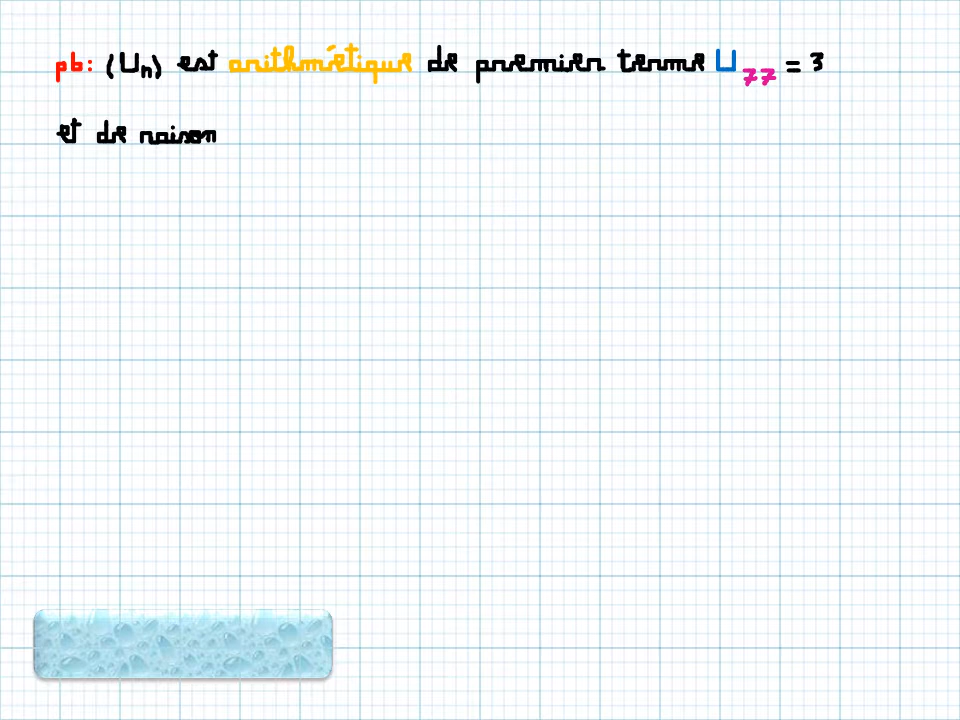 pb: (Un) est arithmétique de premier terme U77 = 3
et de raison